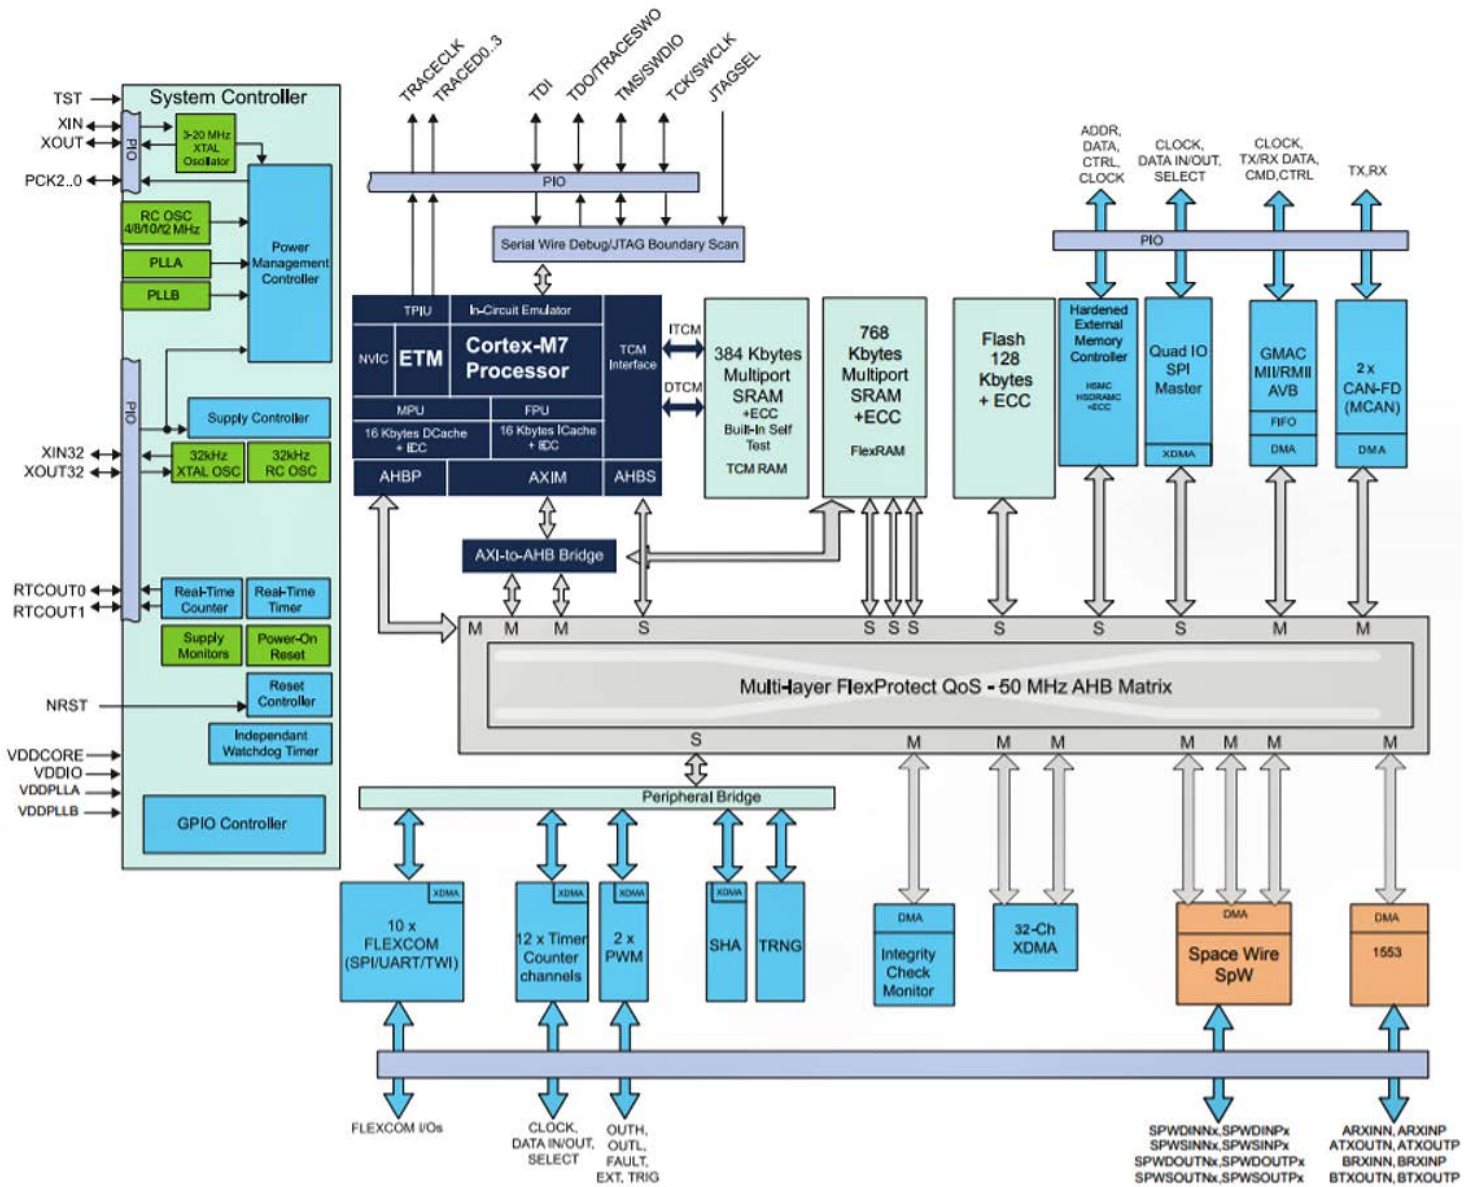 TRACECLK
TRACED0..3
TDI
TDO/TRACESWO
TMS/SWDIO
TCK/SWCLK
JTAGSEL
TST
XIN
XOUT
PCK2..0
XIN32
XOUT32
RTCOUT0
RTCOUT1
NRST
VDDCORE
VDDIO
VDDPLLA
VDDPLLB
System Controller
PIO
3-20 MHz
XTAL
Oscillator
RC OSC
4/8/10/12 MHz
PLLA
PLLB
Power
Management
Controller
PIO
Supply Controller
32kHz
XTAL OSC
32kHz
RC OSC
Real-Time
Counter
Real-Time
Timer
Supply
Monitors
Power-On
Reset
Reset
Controller
Independant
Watchdog Timer
GPIO Controller
PIO
Serial Wire Debug/JTAG Boundary Scan
TPIU
In-Circuit Emulator
NVIC
ETM
Cortex-M7
Processor
TCM
Interface
MPU
FPU
16 Kbytes DCache
+ ECC
16 Kbytes ICache
+ ECC
AHBP
AXIM
AHBS
ITCM
DTCM
384 Kbytes
Multiport
SRAM
+ECC
Built-In Self
Test
TCM RAM
768
Kbytes
Multiport
SRAM
+ECC
FlexRAM
Flash
128
Kbytes
+ ECC
ADDR,
DATA,
CTRL,
CLOCK
CLOCK,
DATA IN/OUT,
SELECT
CLOCK,
TX/RX DATA,
CMD,CTRL
TX,RX
PIO
Hardened
External
Memory
Controller
HSMC
HSDRAMC
+ECC
Quad IO
SPI
Master
XDMA
GMAC
MII/RMII
AVB
FIFO
DMA
2 x
CAN-FD
(MCAN)
DMA
AXI-to-AHB Bridge
M M M S S S S S S S M M
Multi-layer FlexProtect QoS - 50 MHz AHB Matrix
S M M M M M M M
Peripheral Bridge
XDMA
10 x
FLEXCOM
(SPI/UART/TWI)
XDMA
12 x Timer
Counter
channels
XDMA
2 x
PWM
XDMA
SHA
TRNG
DMA
Integrity
Check
Monitor
32-Ch
XDMA
DMA
Space Wire
SpW
DMA
1553
FLEXCOM I/Os
CLOCK,
DATA IN/OUT,
SELECT
OUTH,
OUTL,
FAULT,
EXT, TRIG
SPWDINNx,SPWDINPx
SPWSINNx,SPWSINPx
SPWDOUTNx,SPWDOUTPx
SPWSOUTNx,SPWSOUTPx
ARXINN, ARXINP
ATXOUTN, ATXOUTP
BRXINN, BRXINP
BTXOUTN, BTXOUTP